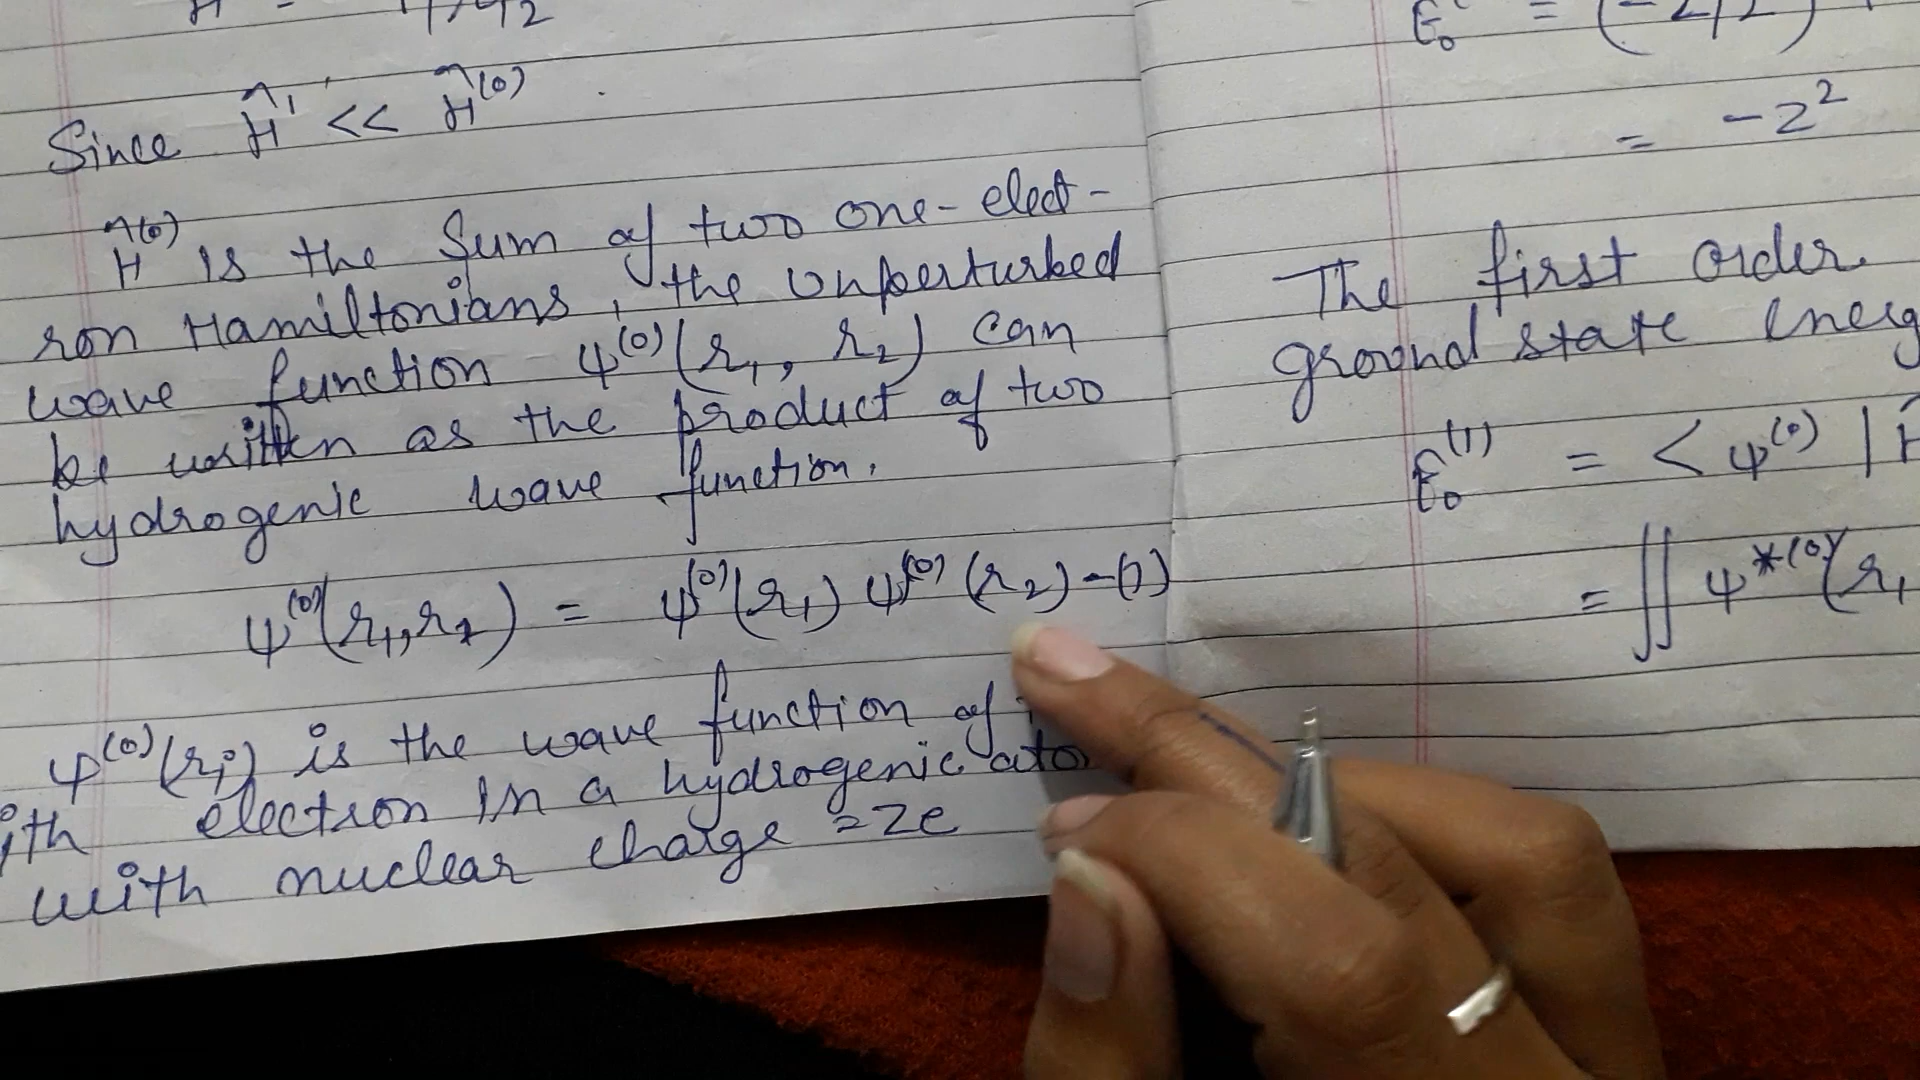 Since Ĥ' << Ĥ^(0)
Ĥ^(0) is the sum of two one-elect-
ron Hamiltonians, the unperturbed
wave function ψ^(0)(r₁, r₂) can
be written as the product of two
hydrogenic wave function.
ψ^(0)(r₁,r₂) = ψ^(0)(r₁) ψ^(0)(r₂) -(1)
ψ^(0)(rᵢ) is the wave function of
ith electron in a hydrogenic ato
with nuclear charge =Ze
= -Z²
The first order
ground state energ
E₀^(1) = <ψ^(0) | Ĥ
= ∬ ψ*^(0)(r₁